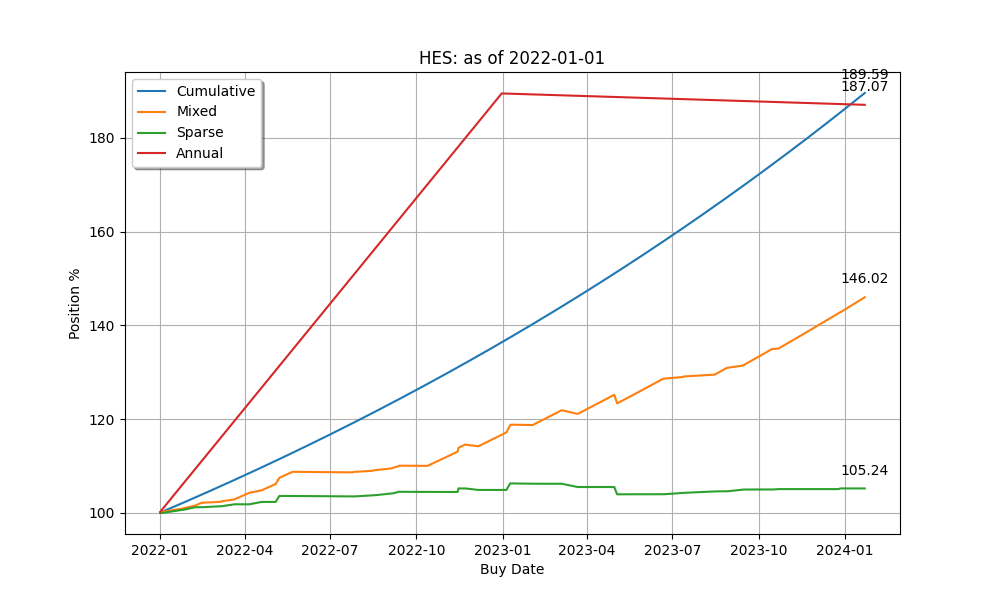 HES: as of 2022-01-01
189.59
187.07
Cumulative
Mixed
Sparse
Annual
180
160
146.02
140
120
105.24
100
Position %
2022-01 2022-04 2022-07 2022-10 2023-01 2023-04 2023-07 2023-10 2024-01
Buy Date